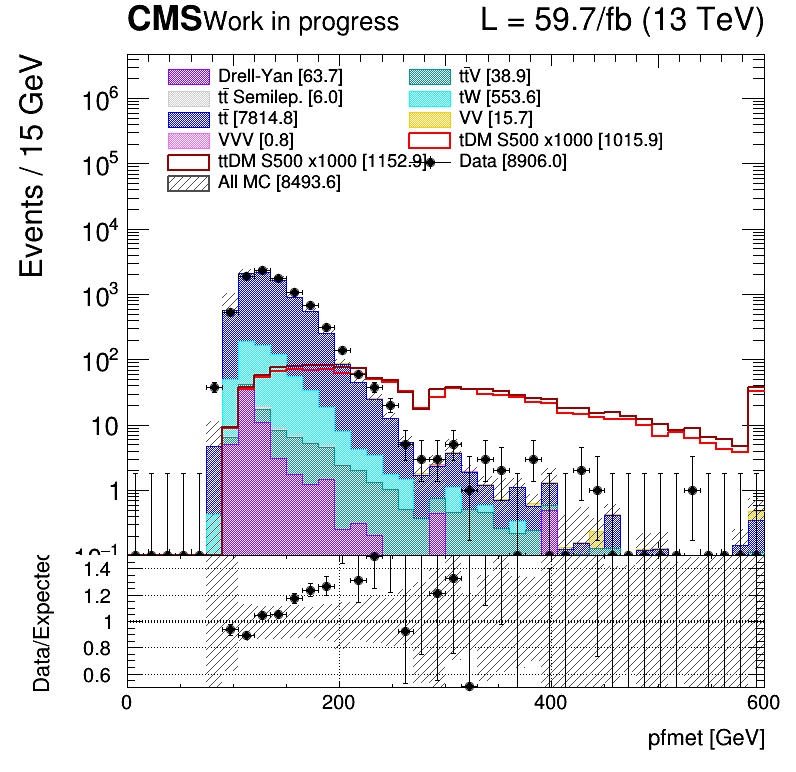 CMS Work in progress L = 59.7/fb (13 TeV)
Events / 15 GeV
Drell-Yan [63.7] tt̄V [38.9]
tt̄ Semilep. [6.0] tW [553.6]
tt̄ [7814.8] VV [15.7]
VVV [0.8] tDM S500 x1000 [1015.9]
ttDM S500 x1000 [1152.9] Data [8906.0]
All MC [8493.6]
10⁶
10⁵
10⁴
10³
10²
10
1
10⁻¹
Data/Expected
1.4
1.2
1
0.8
0.6
0 200 400 600
pfmet [GeV]